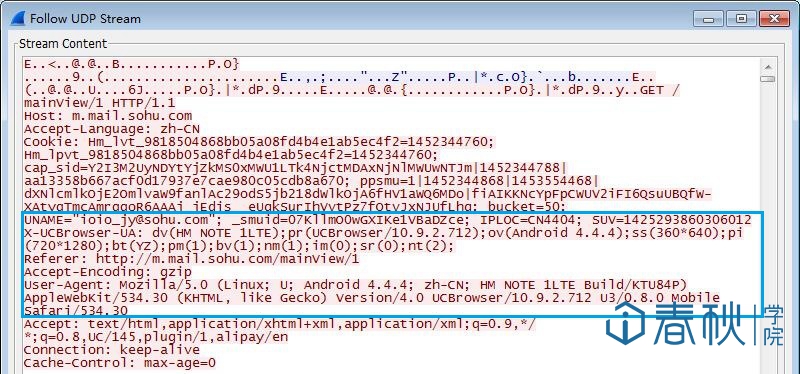 Follow UDP Stream
Stream Content
E..<..@.@..B...........P.O}
......9..(......................E..,.;...."...Z".....P..|*.c.O}.`...b.......E..
(..@.@..U....6J.....P.O}.|*.dP.9.....E.....@.@.{............P.O}.|*.dP.9..y..GET /
mainView/1 HTTP/1.1
Host: m.mail.sohu.com
Accept-Language: zh-CN
Cookie: Hm_lvt_9818504868bb05a08fd4b4e1ab5ec4f2=1452344760;
Hm_lpvt_9818504868bb05a08fd4b4e1ab5ec4f2=1452344760;
cap_sid=Y2I3M2UyNDYtYjZkMS0xMWU1LTk4NjctMDAxNjNlMWUwNTJm|1452344788|
aa13358b667acf0d17937e7cae980c05cdb8a670; ppsmu=1|1452344868|1453554468|
UNAME="ioio_jy@sohu.com"; _smuid=07KllmO0wGXIKe1VBaDZce; IPLOC=CN4404; SUV=1425293860306012
X-UCBrowser-UA: dv(HM NOTE 1LTE);pr(UCBrowser/10.9.2.712);ov(Android 4.4.4);ss(360*640);pi
(720*1280);bt(YZ);pm(1);bv(1);nm(1);im(0);sr(0);nt(2);
Referer: http://m.mail.sohu.com/mainView/1
Accept-Encoding: gzip
User-Agent: Mozilla/5.0 (Linux; U; Android 4.4.4; zh-CN; HM NOTE 1LTE Build/KTU84P)
AppleWebKit/534.30 (KHTML, like Gecko) Version/4.0 UCBrowser/10.9.2.712 U3/0.8.0 Mobile
Safari/534.30
Accept: text/html,application/xhtml+xml,application/xml;q=0.9,*/
*;q=0.8,UC/145,plugin/1,alipay/en
Connection: keep-alive
Cache-Control: max-age=0
春秋学院